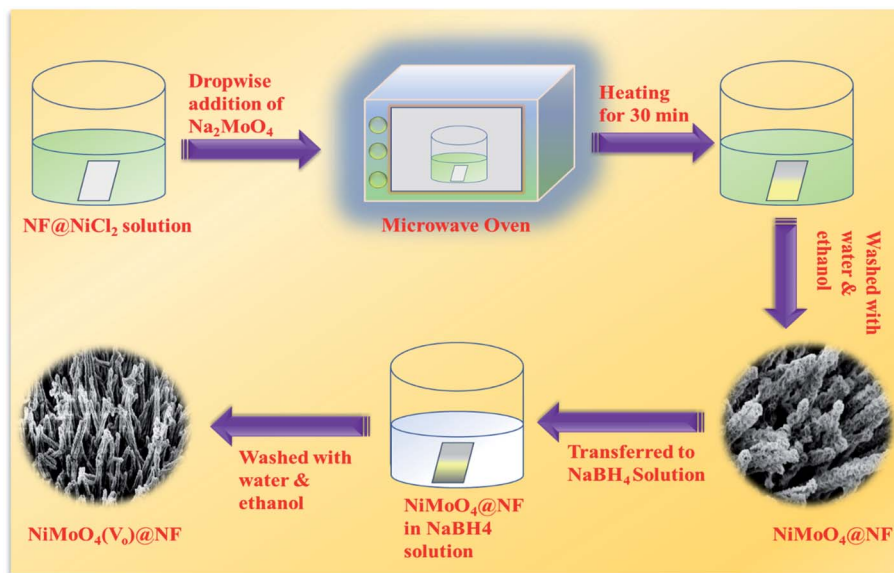 Dropwise
addition of
Na₂MoO₄
Heating
for 30 min
NF@NiCl₂ solution
Microwave Oven
Washed with
water &
ethanol
Transferred to
NaBH₄ Solution
NiMoO₄@NF
NiMoO₄@NF
in NaBH4
solution
Washed with
water &
ethanol
NiMoO₄(Vₒ)@NF